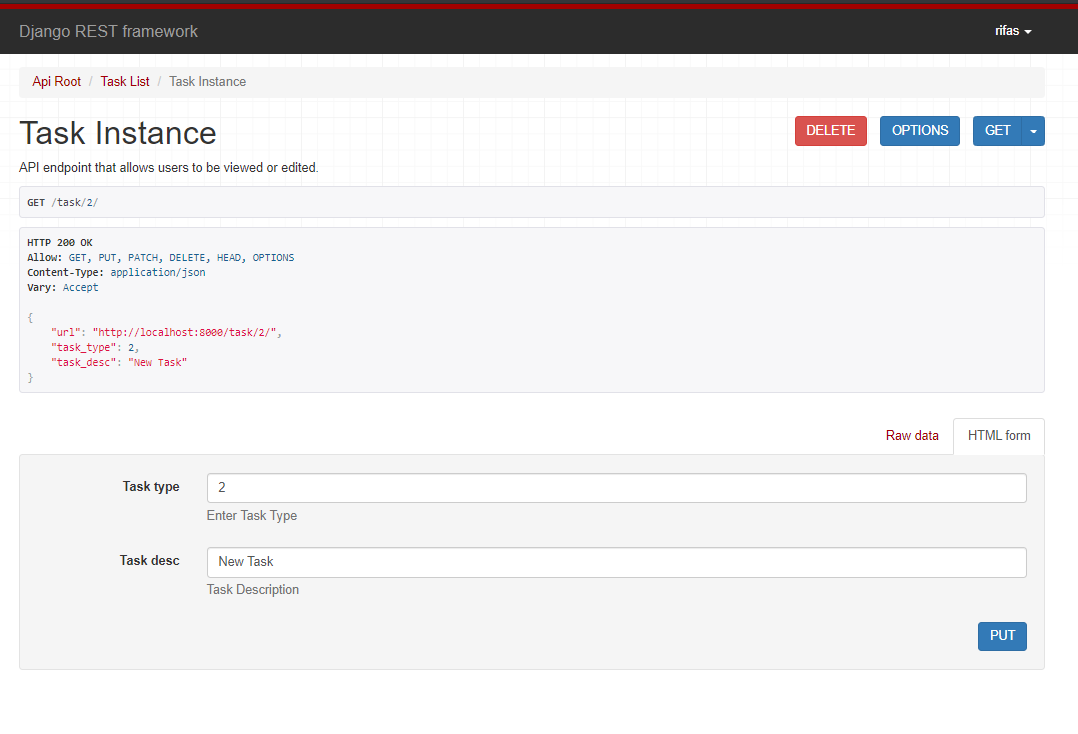 Django REST framework
rifas
Api Root / Task List / Task Instance
Task Instance
DELETE
OPTIONS
GET
API endpoint that allows users to be viewed or edited.
GET /task/2/
HTTP 200 OK
Allow: GET, PUT, PATCH, DELETE, HEAD, OPTIONS
Content-Type: application/json
Vary: Accept
{
    "url": "http://localhost:8000/task/2/",
    "task_type": 2,
    "task_desc": "New Task"
}
Raw data
HTML form
Task type
2
Enter Task Type
Task desc
New Task
Task Description
PUT